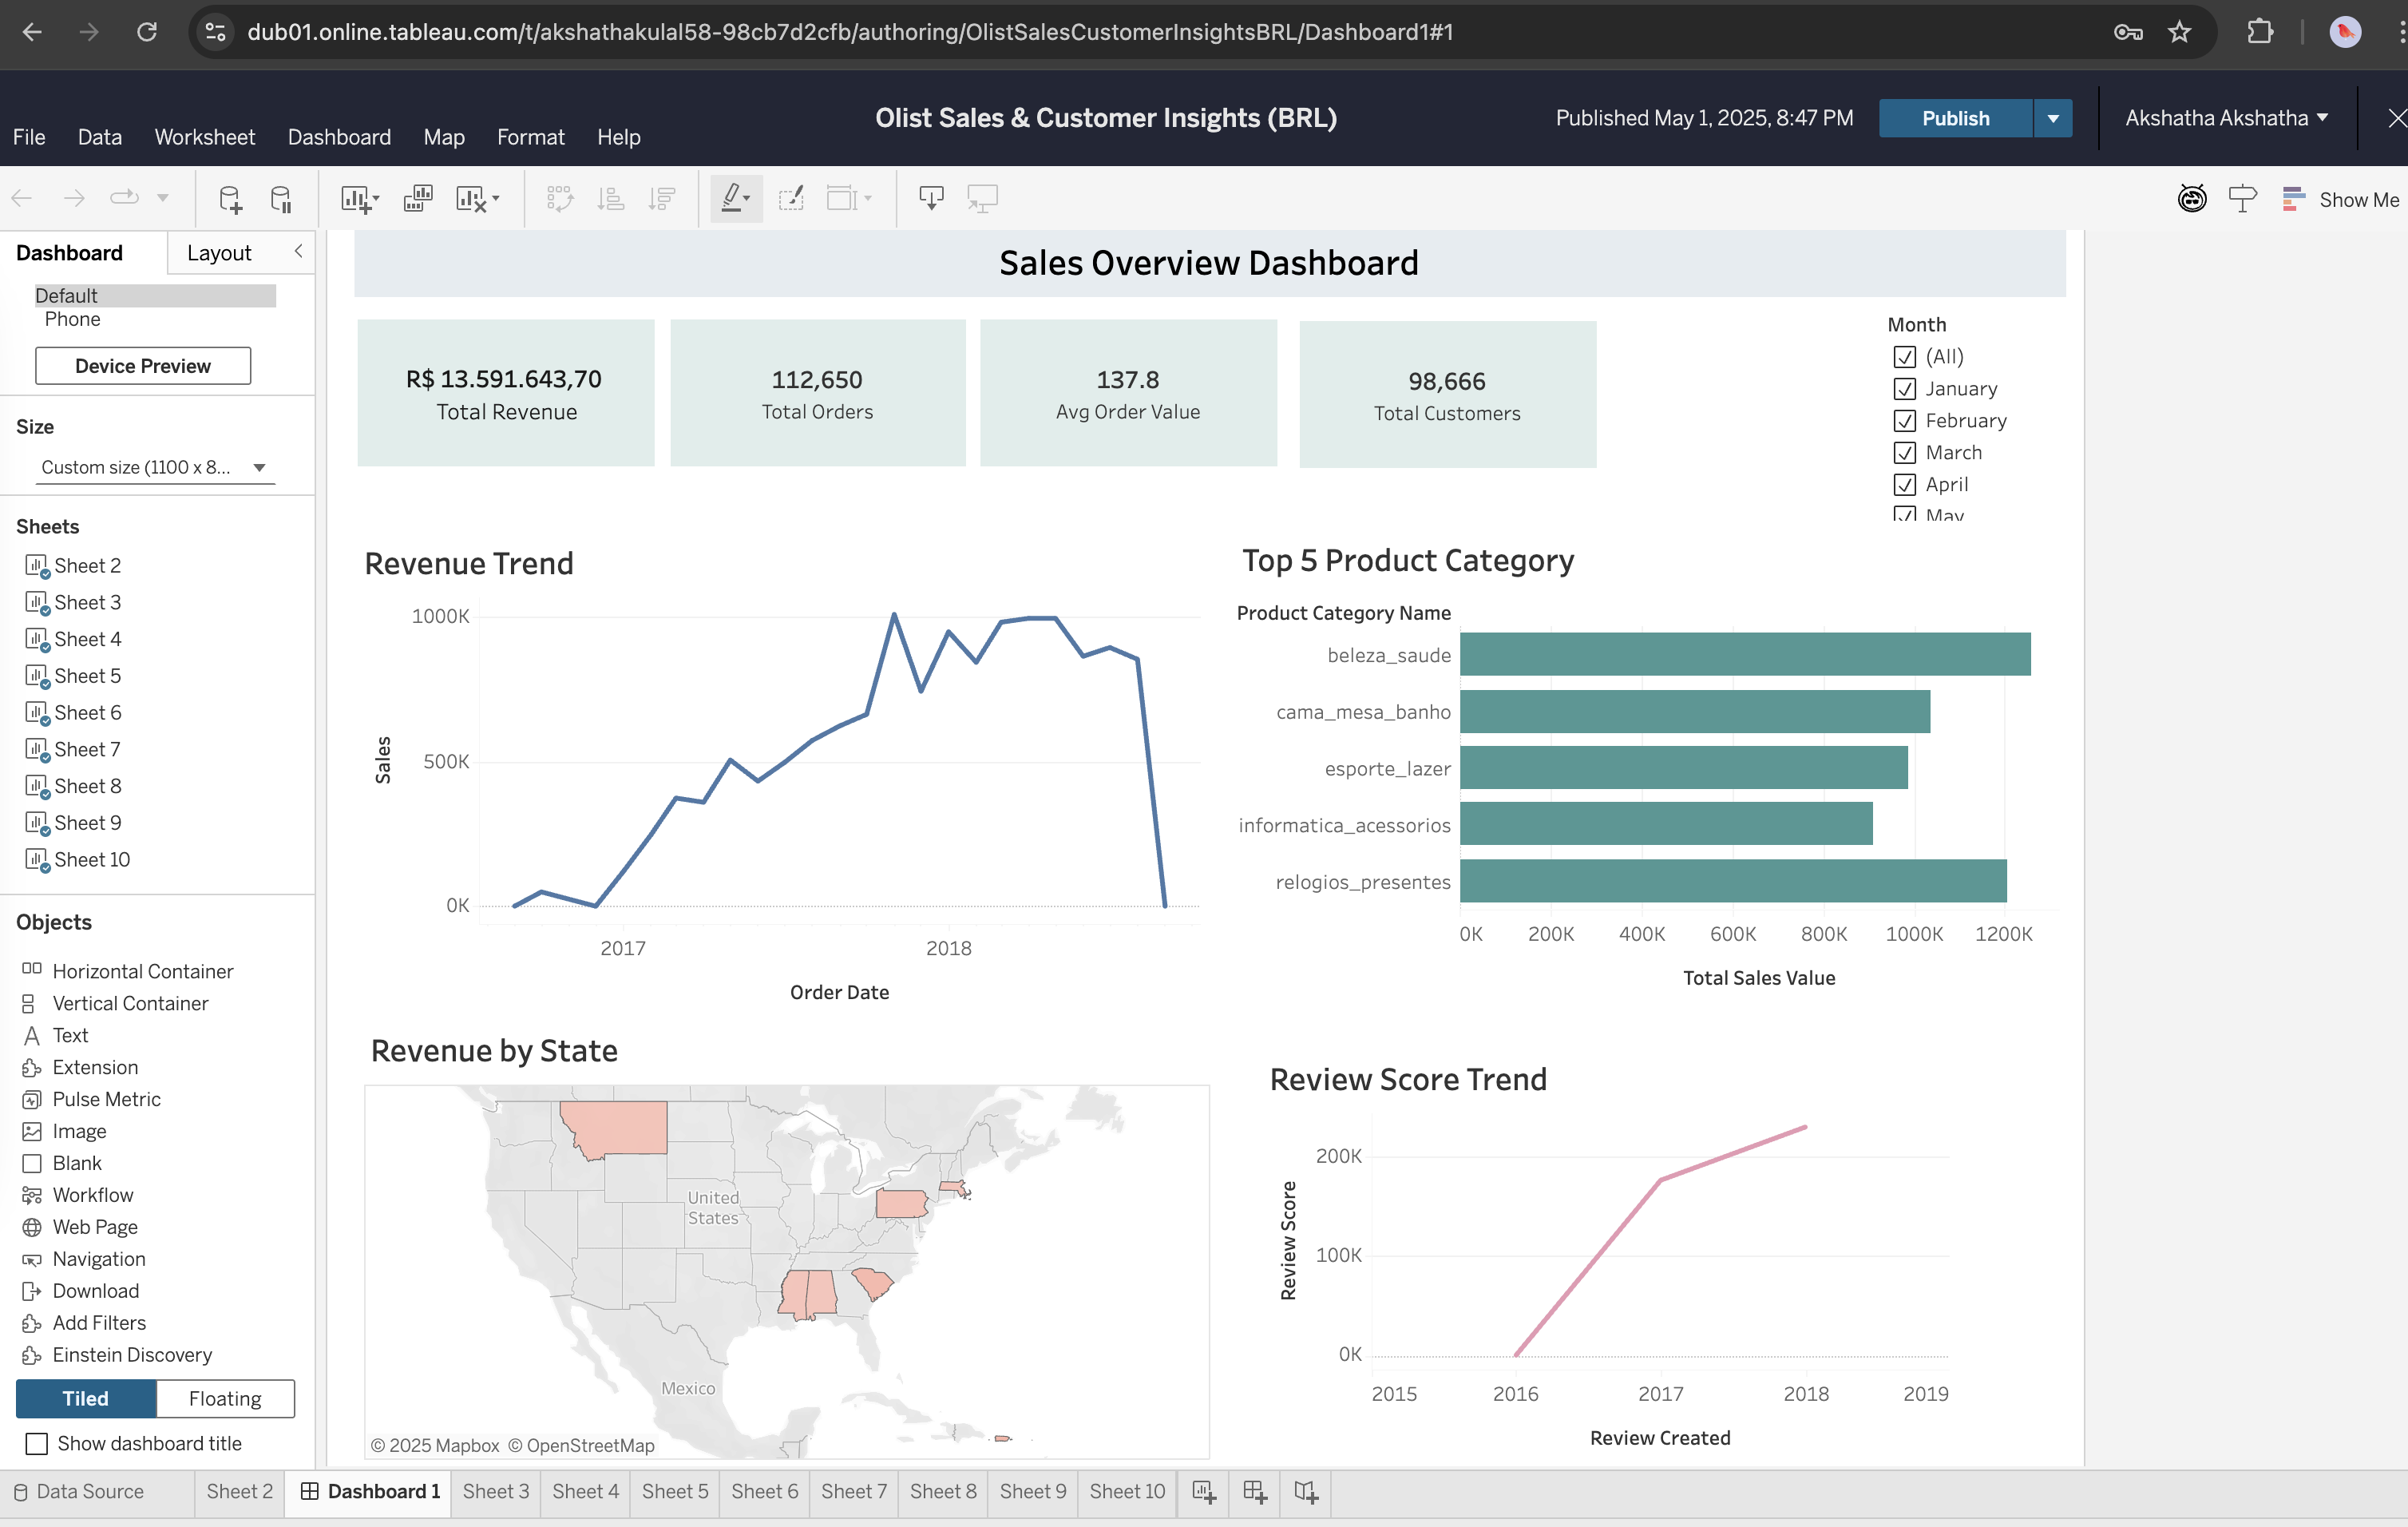 dub01.online.tableau.com/t/akshathakulal58-98cb7d2cfb/authoring/OlistSalesCustomerInsightsBRL/Dashboard1#1
File Data Worksheet Dashboard Map Format Help
Olist Sales & Customer Insights (BRL)
Published May 1, 2025, 8:47 PM
Publish
Akshatha Akshatha
Show Me
Dashboard
Layout
Default
Phone
Device Preview
Size
Custom size (1100 x 8...
Sheets
Sheet 2
Sheet 3
Sheet 4
Sheet 5
Sheet 6
Sheet 7
Sheet 8
Sheet 9
Sheet 10
Objects
Horizontal Container
Vertical Container
Text
Extension
Pulse Metric
Image
Blank
Workflow
Web Page
Navigation
Download
Add Filters
Einstein Discovery
Tiled
Floating
Show dashboard title
Sales Overview Dashboard
R$ 13.591.643,70
Total Revenue
112,650
Total Orders
137.8
Avg Order Value
98,666
Total Customers
Month
(All)
January
February
March
April
May
Revenue Trend
1000K
500K
0K
Sales
2017
2018
Order Date
Top 5 Product Category
Product Category Name
beleza_saude
cama_mesa_banho
esporte_lazer
informatica_acessorios
relogios_presentes
0K 200K 400K 600K 800K 1000K 1200K
Total Sales Value
Revenue by State
United
States
Mexico
© 2025 Mapbox © OpenStreetMap
Review Score Trend
200K
100K
0K
Review Score
2015 2016 2017 2018 2019
Review Created
Data Source
Sheet 2
Dashboard 1
Sheet 3
Sheet 4
Sheet 5
Sheet 6
Sheet 7
Sheet 8
Sheet 9
Sheet 10